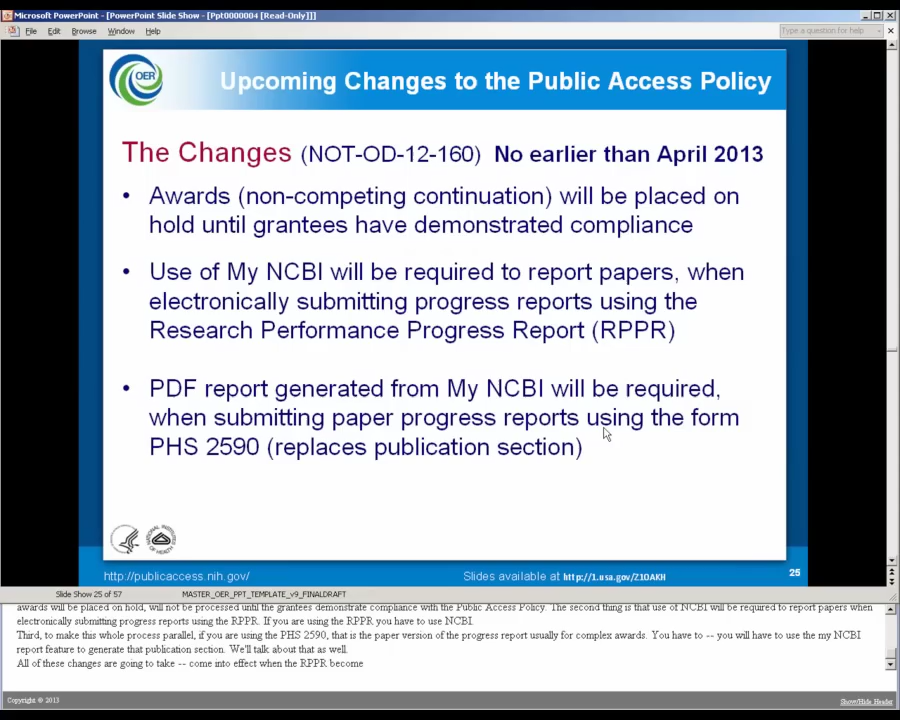 Microsoft PowerPoint - [PowerPoint Slide Show - [Ppt0000004 [Read-Only]]]
File Edit Browse Window Help
Type a question for help
OER
Upcoming Changes to the Public Access Policy
The Changes (NOT-OD-12-160) No earlier than April 2013
• Awards (non-competing continuation) will be placed on
hold until grantees have demonstrated compliance
• Use of My NCBI will be required to report papers, when
electronically submitting progress reports using the
Research Performance Progress Report (RPPR)
• PDF report generated from My NCBI will be required,
when submitting paper progress reports using the form
PHS 2590 (replaces publication section)
http://publicaccess.nih.gov/
Slides available at http://1.usa.gov/Z1OAKH
25
Slide Show 25 of 57
MASTER_OER_PPT_TEMPLATE_v9_FINALDRAFT
awards will be placed on hold, will not be processed until the grantees demonstrate compliance with the Public Access Policy. The second thing is that use of NCBI will be required to report papers when
electronically submitting progress reports using the RPPR. If you are using the RPPR you have to use NCBI.
Third, to make this whole process parallel, if you are using the PHS 2590, that is the paper version of the progress report usually for complex awards. You have to -- you will have to use the my NCBI
report feature to generate that publication section. We'll talk about that as well.
All of these changes are going to take -- come into effect when the RPPR become
Copyright © 2013
Show/Hide Header